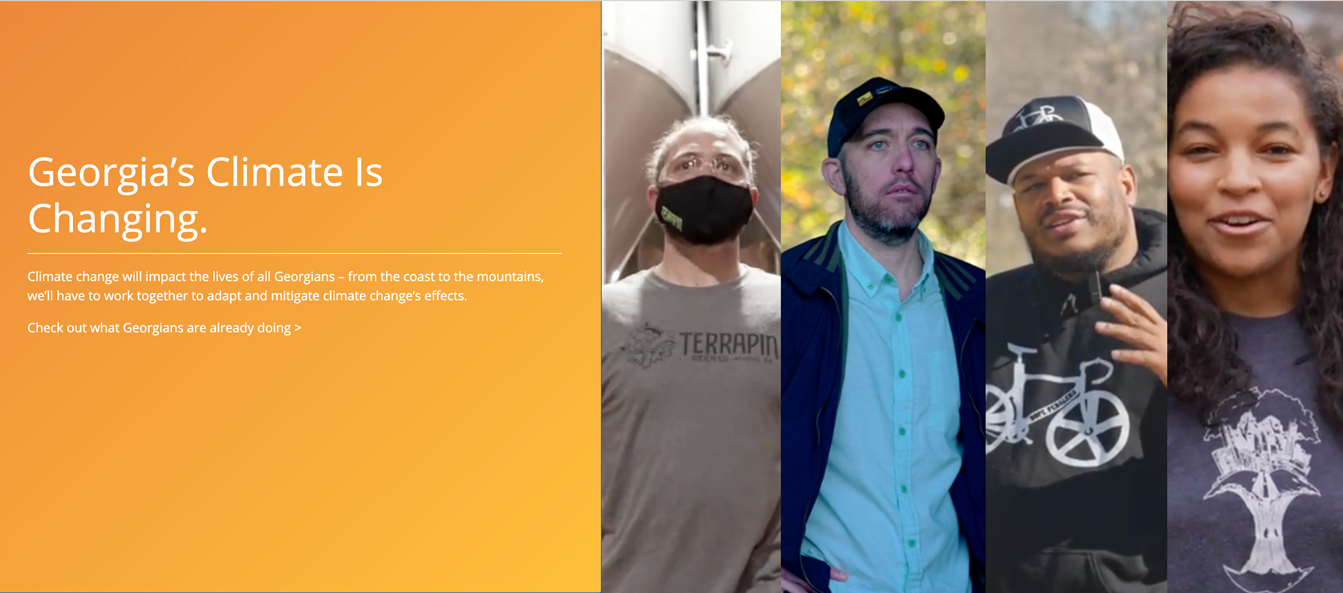 Georgia’s Climate Is
Changing.
Climate change will impact the lives of all Georgians – from the coast to the mountains,
we’ll have to work together to adapt and mitigate climate change’s effects.
Check out what Georgians are already doing >
TERRAPIN
BEER CO.